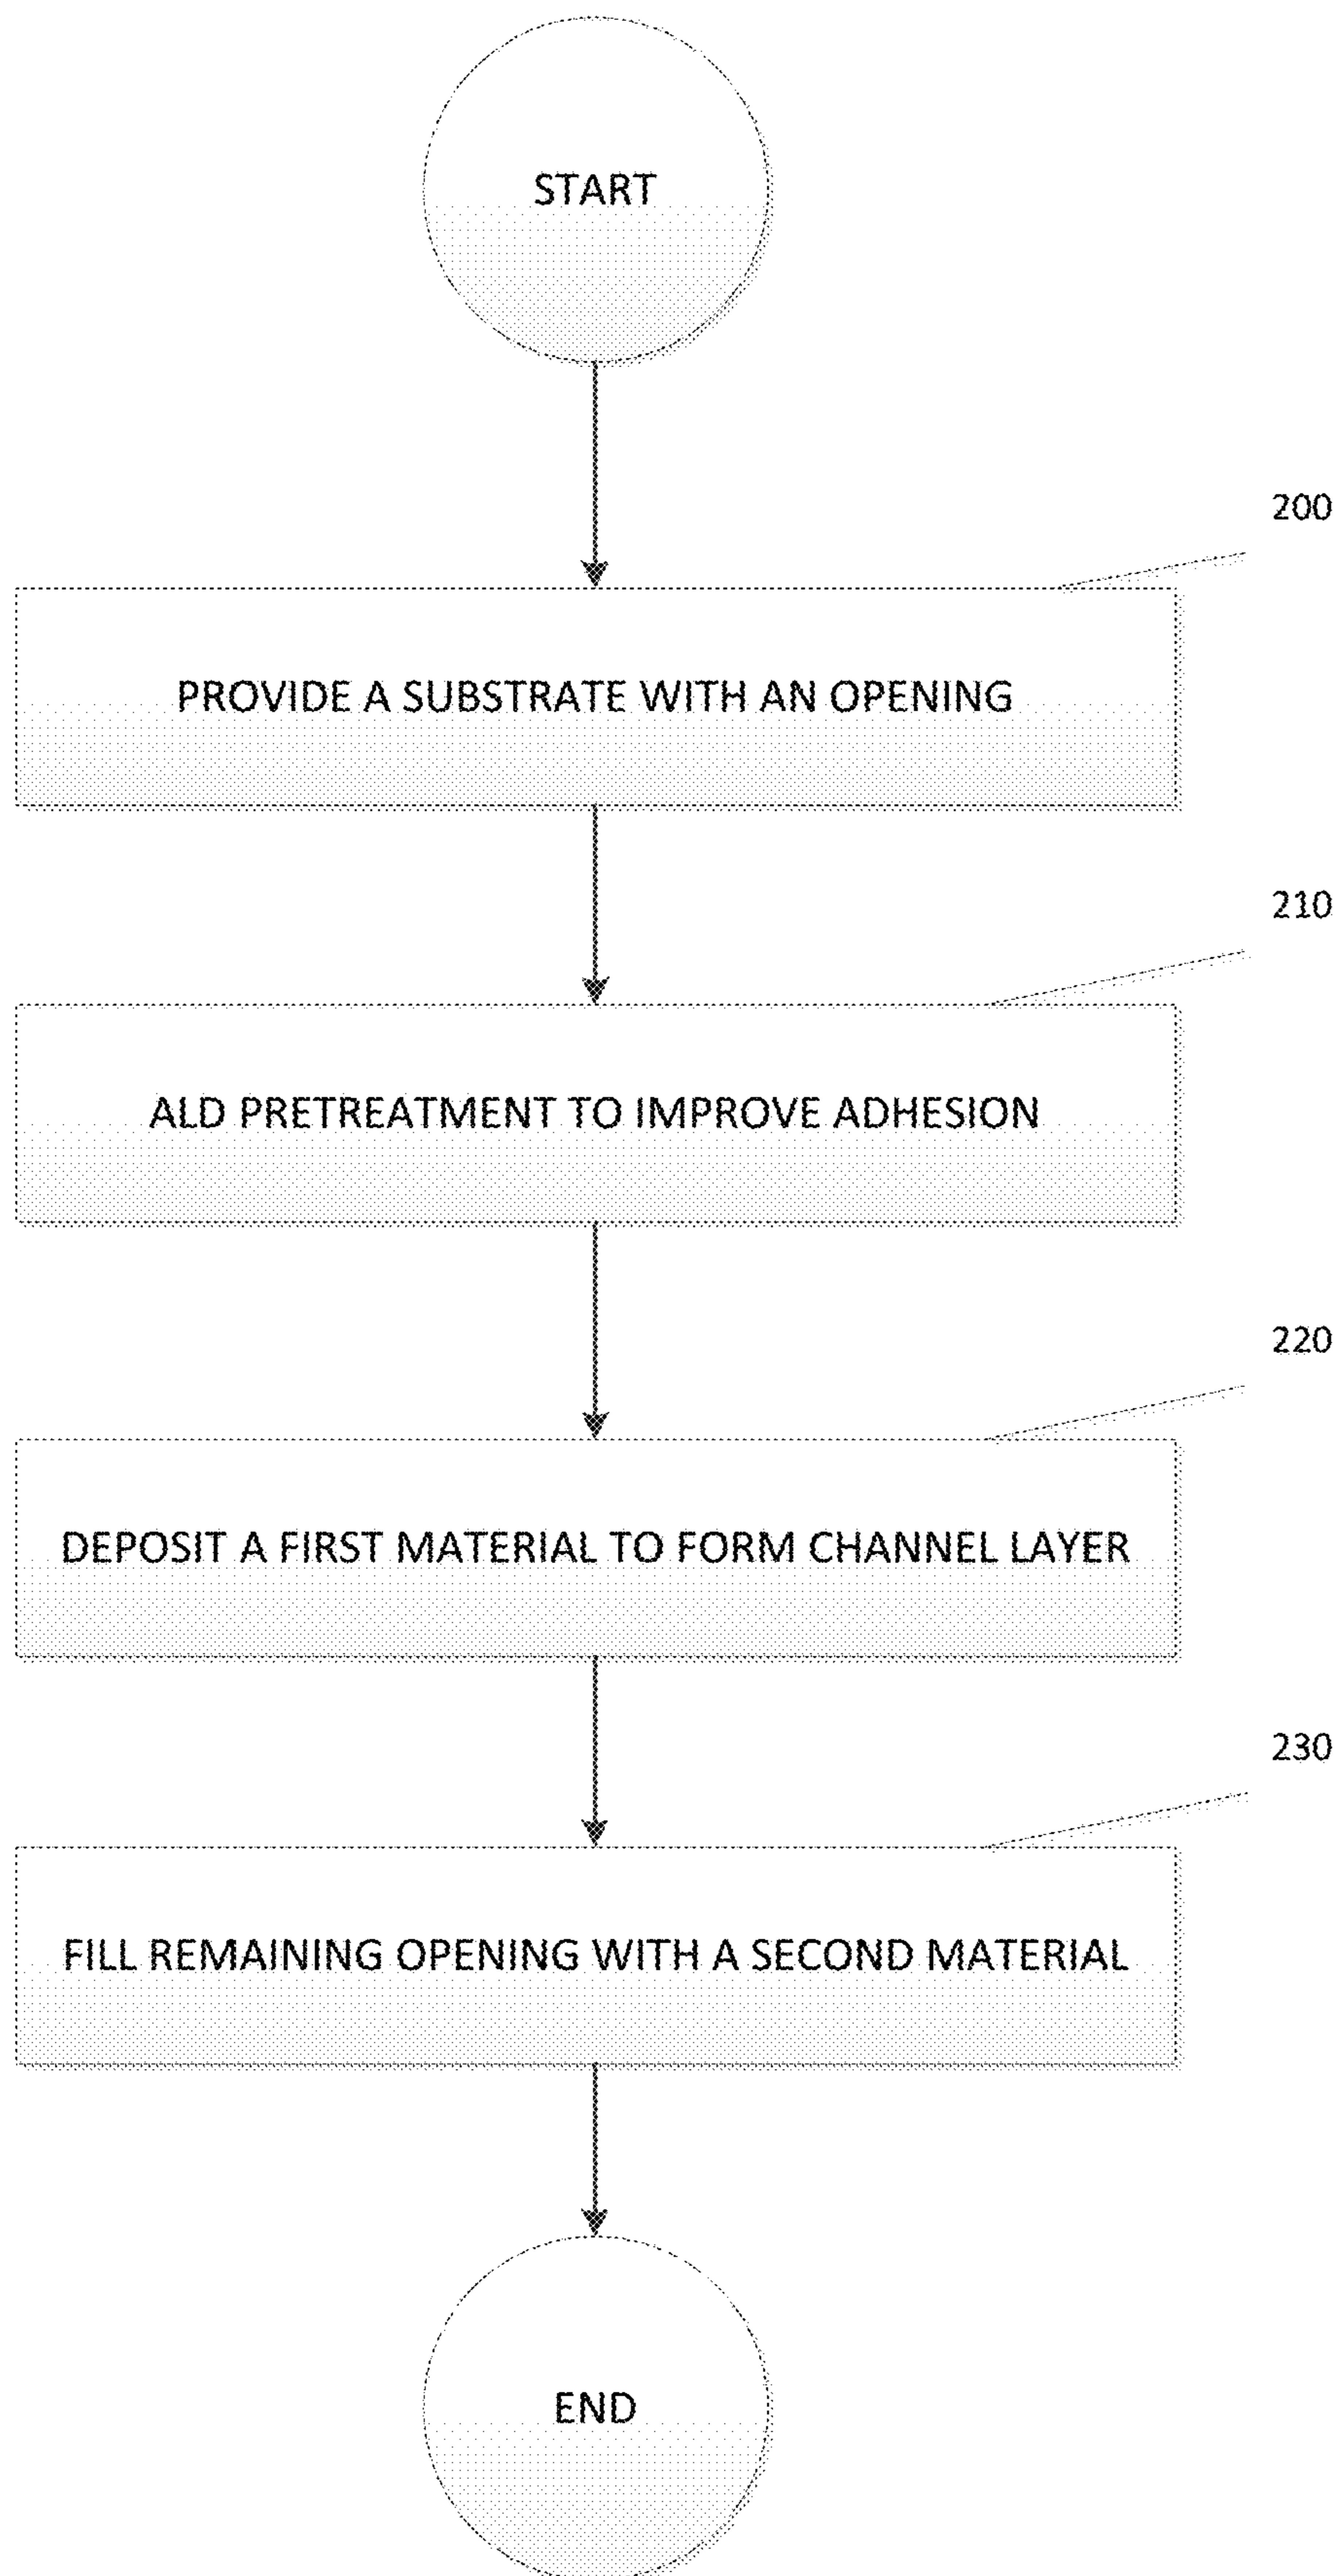 START
200
PROVIDE A SUBSTRATE WITH AN OPENING
210
ALD PRETREATMENT TO IMPROVE ADHESION
220
DEPOSIT A FIRST MATERIAL TO FORM CHANNEL LAYER
230
FILL REMAINING OPENING WITH A SECOND MATERIAL
END